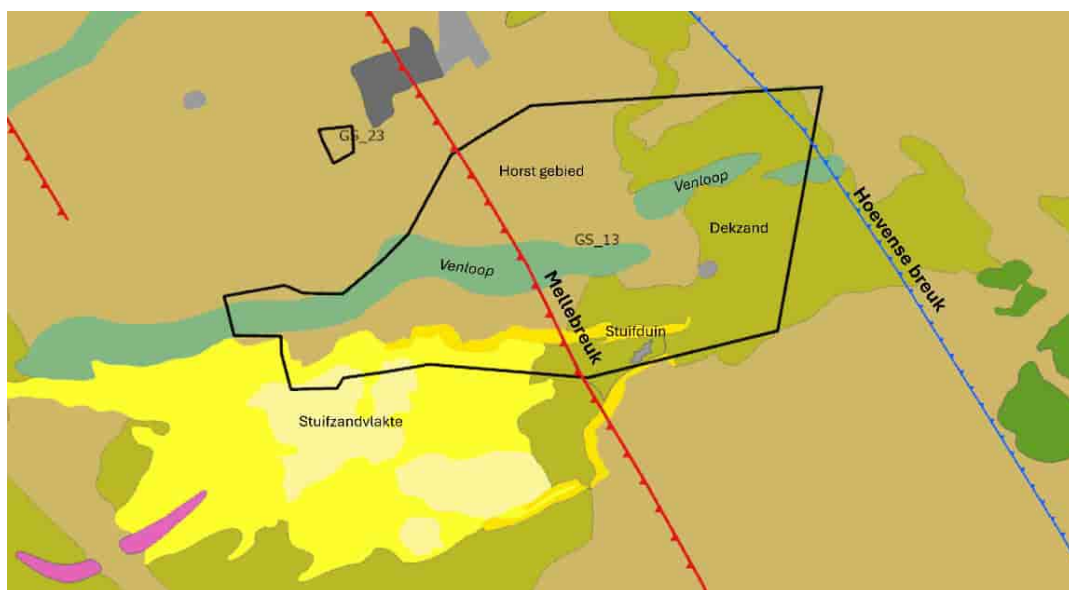 GS_23
Horst gebied
Venloop
Hoevense breuk
Dekzand
GS_13
Venloop
Mellebreuk
Stuifduin
Stuifzandvlakte